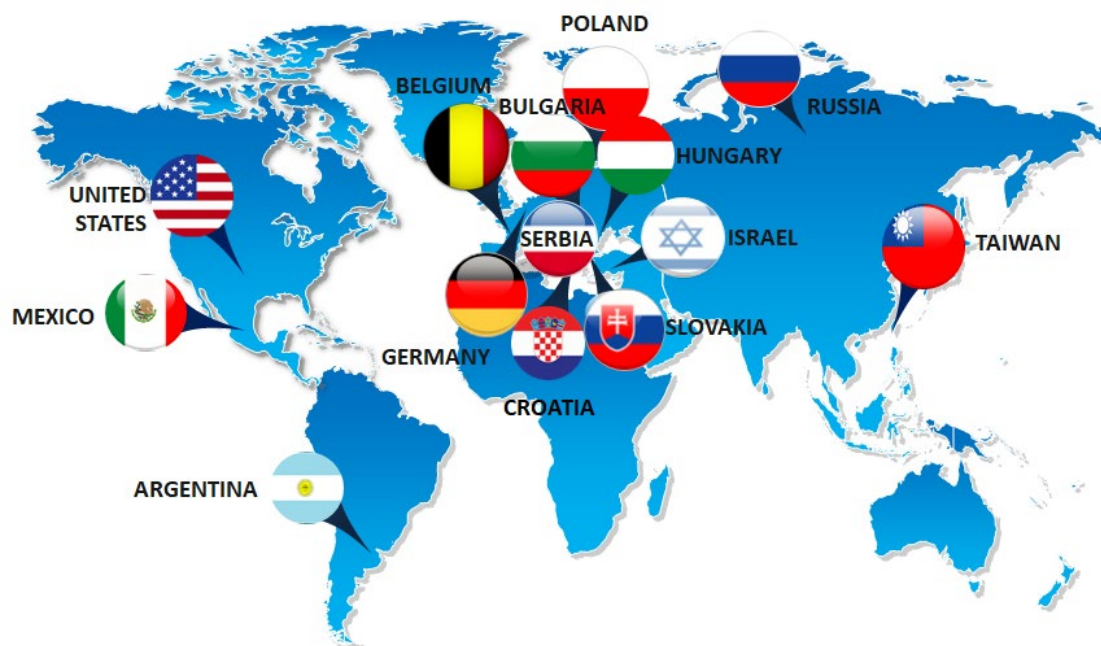 POLAND
BELGIUM
BULGARIA
RUSSIA
HUNGARY
UNITED
STATES
SERBIA
ISRAEL
TAIWAN
MEXICO
SLOVAKIA
GERMANY
CROATIA
ARGENTINA